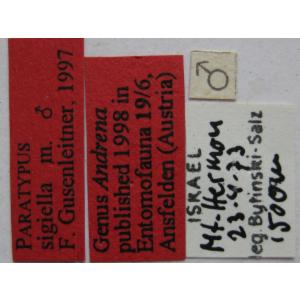 PARATYPUS
sigiella m. ♂
F. Gusenleitner, 1997
Genus Andrena
published 1998 in
Entomofauna 19/6,
Ausfelden (Austria)
♂
ISRAEL
Mt-Hermon
23-4-73
leg. Bytinski-Salz
1500m